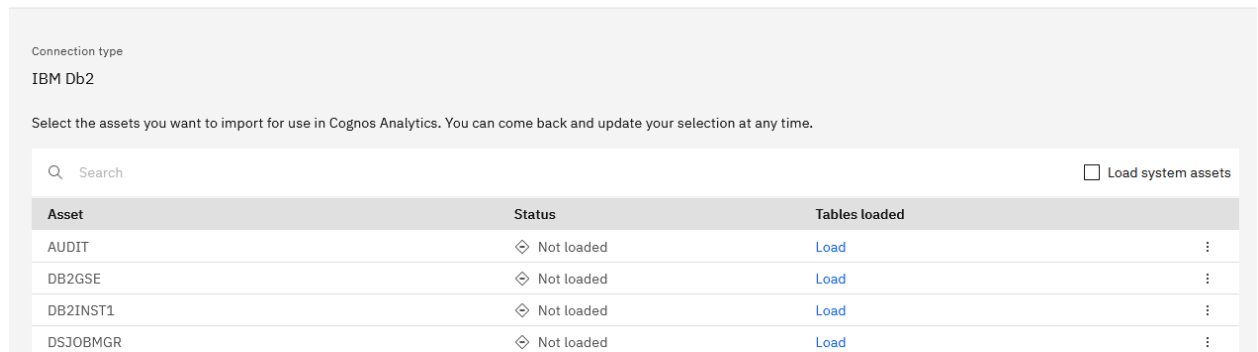 Connection type
IBM Db2
Select the assets you want to import for use in Cognos Analytics. You can come back and update your selection at any time.
Search Load system assets
Asset Status Tables loaded
AUDIT Not loaded Load
DB2GSE Not loaded Load
DB2INST1 Not loaded Load
DSJOBMGR Not loaded Load